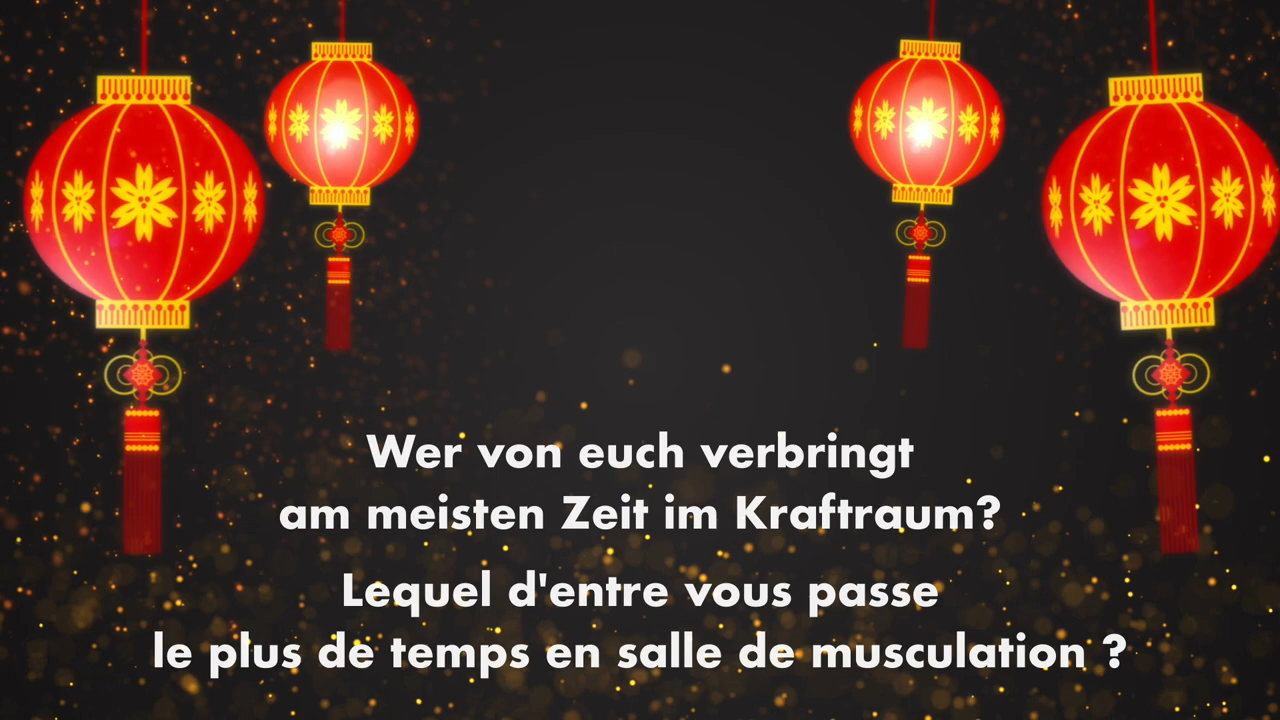 Wer von euch verbringt
am meisten Zeit im Kraftraum?
Lequel d'entre vous passe
le plus de temps en salle de musculation ?